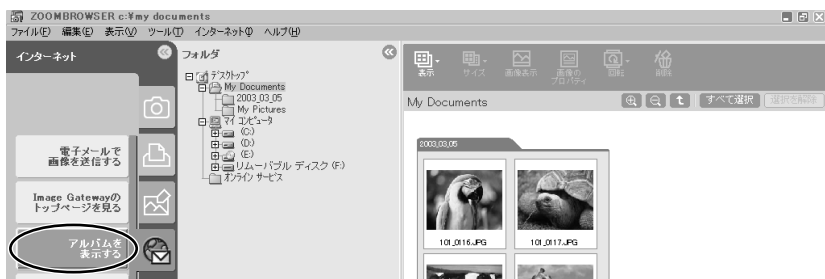 ZOOMBROWSER c:¥my documents
ファイル(F) 編集(E) 表示(V) ツール(T) インターネット(I) ヘルプ(H)
インターネット
電子メールで
画像を送信する
Image Gatewayの
トップページを見る
アルバムを
表示する
フォルダ
デスクトップ
My Documents
2003_03_05
My Pictures
マイ コンピュータ
(C:)
(D:)
(E:)
リムーバブル ディスク (F:)
オンライン サービス
表示
サイズ
画像表示
画像の
プロパティ
回転
削除
My Documents
すべて選択
選択を解除
2003_03_05
101_0116.JPG
101_0117.JPG